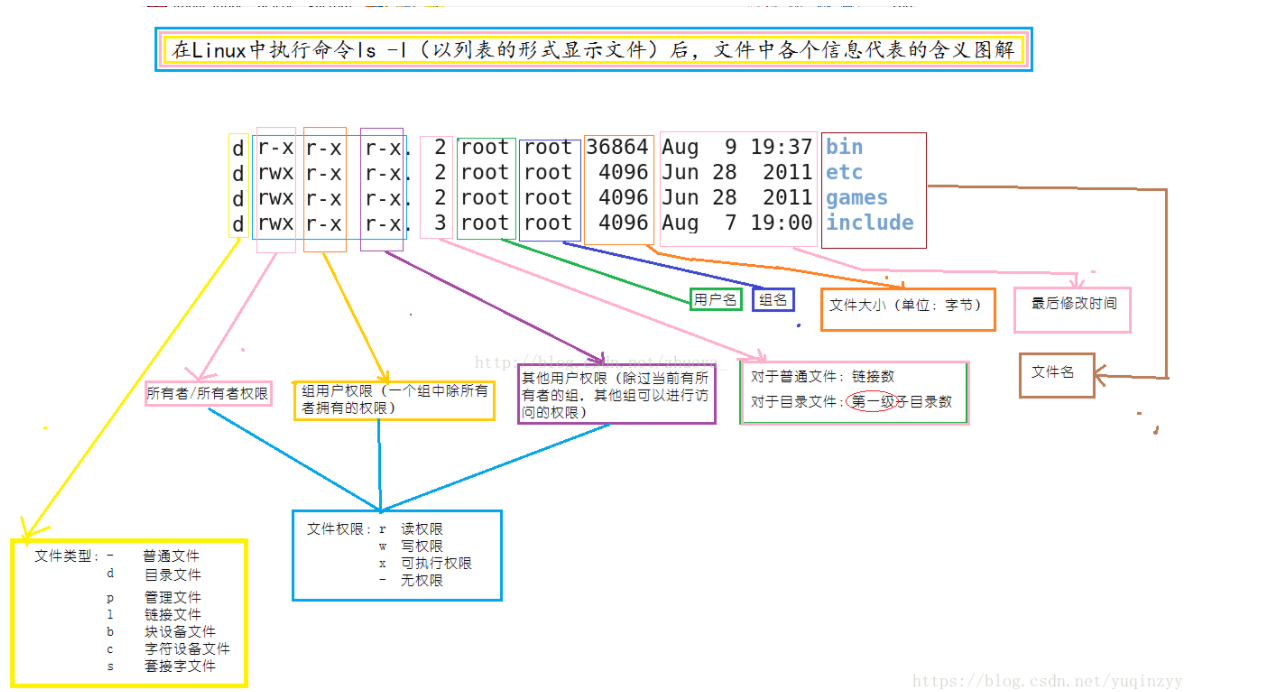 在Linux中执行命令ls -l（以列表的形式显示文件）后，文件中各个信息代表的含义图解
d r-x r-x r-x. 2 root root 36864 Aug 9 19:37 bin
d rwx r-x r-x. 2 root root 4096 Jun 28 2011 etc
d rwx r-x r-x. 2 root root 4096 Jun 28 2011 games
d rwx r-x r-x. 3 root root 4096 Aug 7 19:00 include
用户名
组名
文件大小（单位：字节）
最后修改时间
http://blog.csdn.net/zhuoya_
所有者/所有者权限
组用户权限（一个组中除所有
者拥有的权限）
其他用户权限（除过当前有所
有者的组，其他组可以进行访
问的权限）
对于普通文件：链接数
对于目录文件：第一级子目录数
文件名
文件权限：r 读权限
w 写权限
x 可执行权限
- 无权限
文件类型：- 普通文件
d 目录文件
p 管理文件
l 链接文件
b 块设备文件
c 字符设备文件
s 套接字文件
https://blog.csdn.net/yuqinzyy